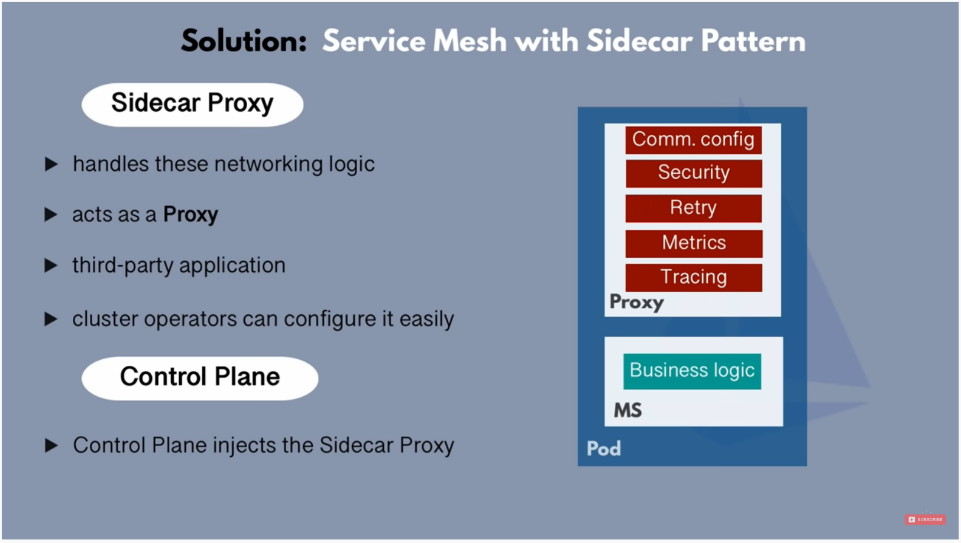 Solution: Service Mesh with Sidecar Pattern
Sidecar Proxy
handles these networking logic
acts as a Proxy
third-party application
cluster operators can configure it easily
Control Plane
Control Plane injects the Sidecar Proxy
Comm. config
Security
Retry
Metrics
Tracing
Proxy
Business logic
MS
Pod
SUBSCRIBE